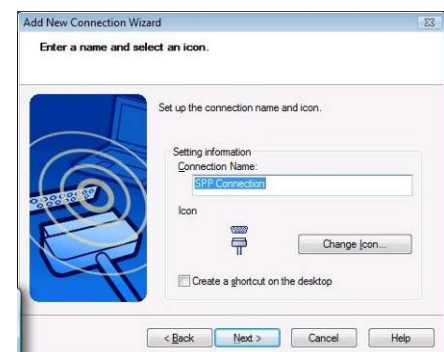 Add New Connection Wizard
Enter a name and select an icon.
Set up the connection name and icon.
Setting information
Connection Name:
SPP Connection
Icon
Change Icon...
Create a shortcut on the desktop
< Back
Next >
Cancel
Help